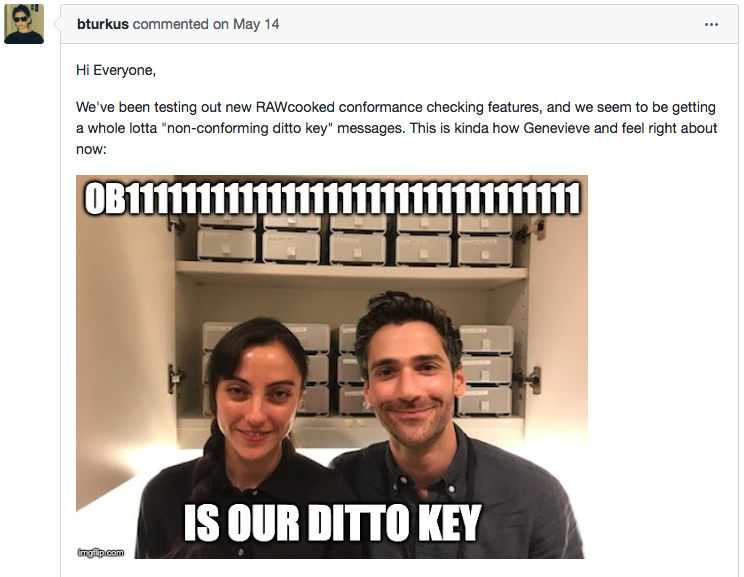 bturkus commented on May 14
Hi Everyone,
We've been testing out new RAWcooked conformance checking features, and we seem to be getting
a whole lotta "non-conforming ditto key" messages. This is kinda how Genevieve and feel right about
now:
0B11111111111111111111111111111111
IS OUR DITTO KEY
imgflip.com